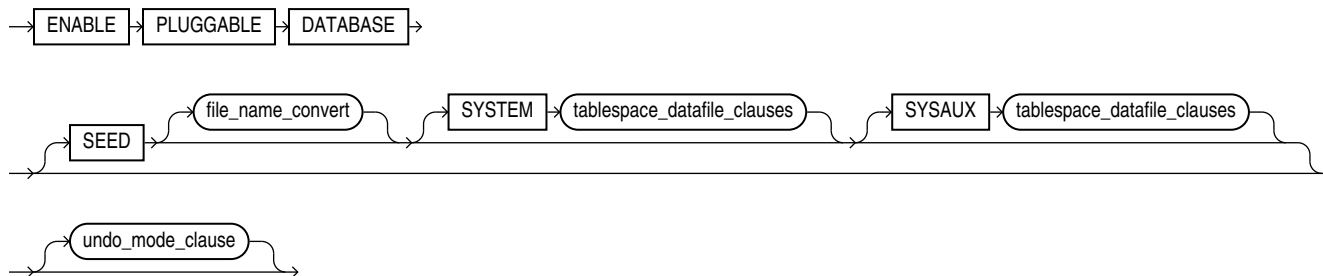 ENABLE PLUGGABLE DATABASE
file_name_convert SYSTEM tablespace_datafile_clauses SYSAUX tablespace_datafile_clauses
SEED
undo_mode_clause